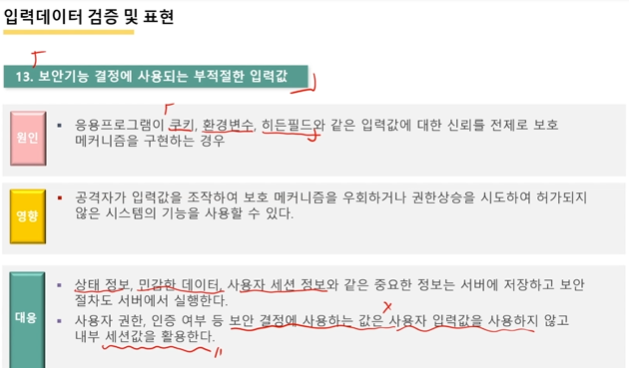 입력데이터 검증 및 표현
13. 보안기능 결정에 사용되는 부적절한 입력값
원인
▪ 응용프로그램이 쿠키, 환경변수, 히든필드와 같은 입력값에 대한 신뢰를 전제로 보호
메커니즘을 구현하는 경우
영향
▪ 공격자가 입력값을 조작하여 보호 메커니즘을 우회하거나 권한상승을 시도하여 허가되지
않은 시스템의 기능을 사용할 수 있다.
대응
▪ 상태 정보, 민감한 데이터, 사용자 세션 정보와 같은 중요한 정보는 서버에 저장하고 보안
절차도 서버에서 실행한다.
▪ 사용자 권한, 인증 여부 등 보안 결정에 사용하는 값은 사용자 입력값을 사용하지 않고
내부 세션값을 활용한다.